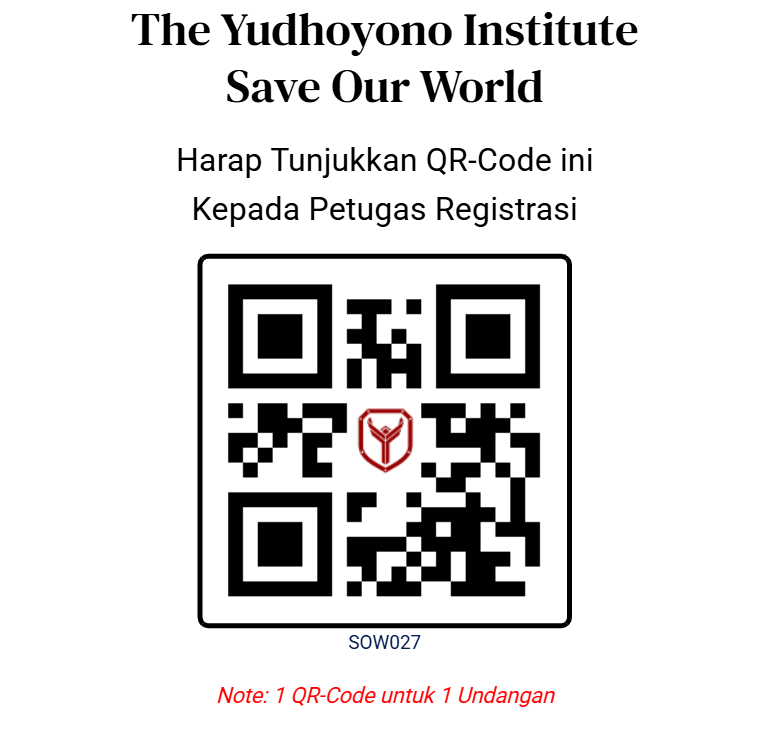 The Yudhoyono Institute
Save Our World
Harap Tunjukkan QR-Code ini
Kepada Petugas Registrasi
SOW027
Note: 1 QR-Code untuk 1 Undangan